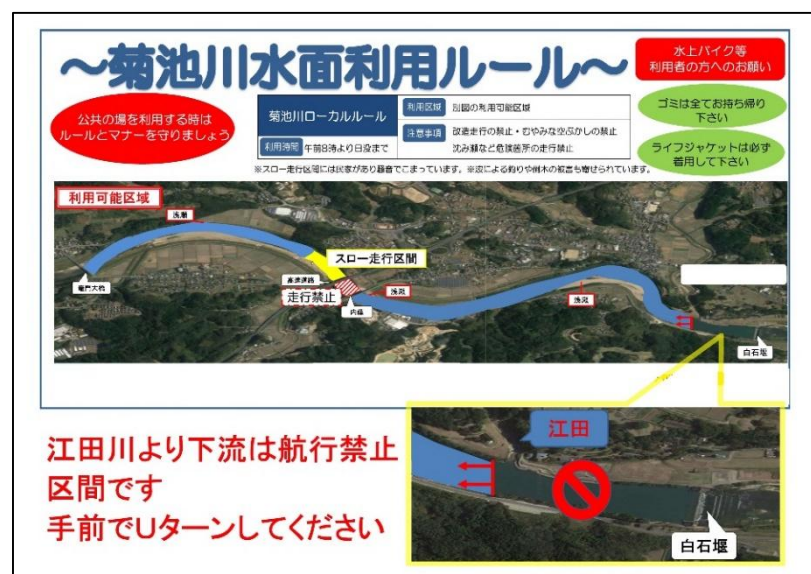 ~菊池川水面利用ルール~
水上バイク等
利用者の方へのお願い
公共の場を利用する時は
ルールとマナーを守りましょう
菊池川ローカルルール
利用時間 午前8時より日没まで
利用区域 別図の利用可能区域
注意事項 改造走行の禁止・むやみな空ぶかしの禁止
沈み瀬など危険箇所の走行禁止
ゴミは全てお持ち帰り
下さい
ライフジャケットは必ず
着用して下さい
※スロー走行区間には民家があり騒音でこまっています。※波による釣りや樹木の被害も寄せられています。
利用可能区域
浅瀬
スロー走行区間
高速道路
走行禁止
浅瀬
内田
浅瀬
竜門大橋
白石堰
江田川より下流は航行禁止
区間です
手前でUターンしてください
江田
白石堰